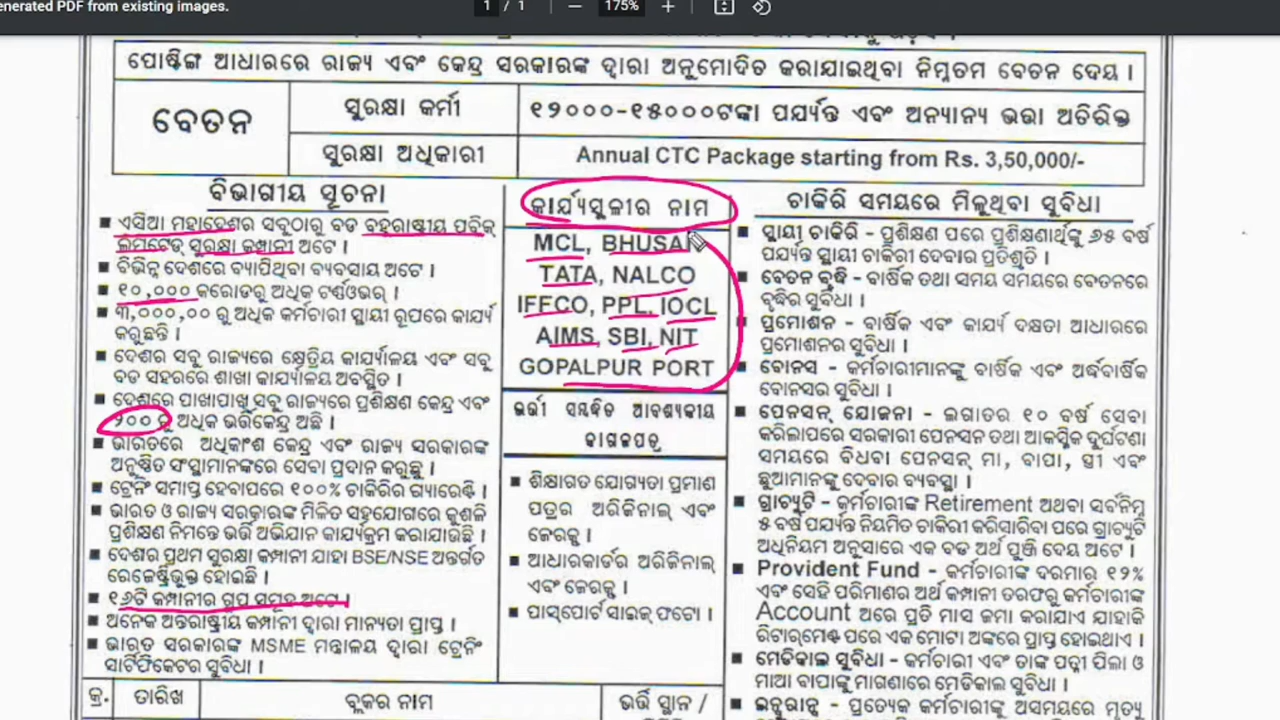 enerated PDF from existing images.
1 / 1
175%
ପୋଷ୍ଟିଙ୍ଗ ଆଧାରରେ ରାଜ୍ୟ ଏବଂ କେନ୍ଦ୍ର ସରକାରଙ୍କ ଦ୍ୱାରା ଅନୁମୋଦିତ କରାଯାଇଥିବା ନିମ୍ନତମ ବେତନ ଦେୟ ।
ବେତନ
ସୁରକ୍ଷା କର୍ମୀ
୧୨୦୦୦-୧୫୦୦୦ଟଙ୍କା ପର୍ଯ୍ୟନ୍ତ ଏବଂ ଅନ୍ୟାନ୍ୟ ଭତ୍ତା ଅତିରିକ୍ତ
ସୁରକ୍ଷା ଅଧିକାରୀ
Annual CTC Package starting from Rs. 3,50,000/-
ବିଭାଗୀୟ ସୂଚନା
ଏସିଆ ମହାଦେଶର ସବୁଠାରୁ ବଡ ବହୁରାଷ୍ଟ୍ରୀୟ ପବ୍ଲିକ୍
ଲିମିଟେଡ୍ ସୁରକ୍ଷା କମ୍ପାନୀ ଅଟେ ।
ବିଭିନ୍ନ ଦେଶରେ ବ୍ୟାପିଥିବା ବ୍ୟବସାୟ ଅଟେ ।
୧୦,୦୦୦ କରୋଡରୁ ଅଧିକ ଟର୍ଣ୍ଣଓଭର୍ ।
୩,୦୦୦,୦୦ ରୁ ଅଧିକ କର୍ମଚାରୀ ସ୍ଥାୟୀ ରୂପରେ କାର୍ଯ୍ୟ
କରୁଛନ୍ତି ।
ଦେଶର ସବୁ ରାଜ୍ୟରେ କ୍ଷେତ୍ରିୟ କାର୍ଯ୍ୟାଳୟ ଏବଂ ସବୁ
ବଡ ସହରରେ ଶାଖା କାର୍ଯ୍ୟାଳୟ ଅବସ୍ଥିତ ।
ଦେଶରେ ପାଖାପାଖି ସବୁ ରାଜ୍ୟରେ ପ୍ରଶିକ୍ଷଣ କେନ୍ଦ୍ର ଏବଂ
୨୦୦ ରୁ ଅଧିକ ଭର୍ତ୍ତିକେନ୍ଦ୍ର ଅଛି ।
ଭାରତରେ ଅଧିକାଂଶ କେନ୍ଦ୍ର ଏବଂ ରାଜ୍ୟ ସରକାରଙ୍କ
ଅନୁଷ୍ଠିତ ସଂସ୍ଥାମାନଙ୍କରେ ସେବା ପ୍ରଦାନ କରୁଛୁ ।
ଟ୍ରେନିଂ ସମାପ୍ତ ହେବାପରେ ୧୦୦% ଚାକିରିର ଗ୍ୟାରେଣ୍ଟି ।
ଭାରତ ଓ ରାଜ୍ୟ ସରକାରଙ୍କ ମିଳିତ ସହଯୋଗରେ କୁଶଳି
ପ୍ରଶିକ୍ଷଣ ନିମନ୍ତେ ଭର୍ତ୍ତି ଅଭିଯାନ କାର୍ଯ୍ୟକ୍ରମ କରାଯାଉଛି ।
ଦେଶର ପ୍ରଥମ ସୁରକ୍ଷା କମ୍ପାନୀ ଯାହା BSE/NSE ଅନ୍ତର୍ଗତ
ରେଜେଷ୍ଟ୍ରିଭୁକ୍ତ ହୋଇଛି ।
୧୬ଟି କମ୍ପାନୀର ଗ୍ରୁପ ସମୂହ ଅଟେ ।
ଅନେକ ଅନ୍ତରାଷ୍ଟ୍ରୀୟ କମ୍ପାନୀ ଦ୍ୱାରା ମାନ୍ୟତା ପ୍ରାପ୍ତ ।
ଭାରତ ସରକାରଙ୍କ MSME ମନ୍ତ୍ରାଳୟ ଦ୍ୱାରା ଟ୍ରେନିଂ
ସାର୍ଟିଫିକେଟର ସୁବିଧା ।
କାର୍ଯ୍ୟସ୍ଥଳୀର ନାମ
MCL, BHUSAN
TATA, NALCO
IFFCO, PPL, IOCL
AIMS, SBI, NIT
GOPALPUR PORT
ଭର୍ତ୍ତୀ ସମ୍ବନ୍ଧିତ ଆବଶ୍ୟକୀୟ
କାଗଜପତ୍ର
ଶିକ୍ଷାଗତ ଯୋଗ୍ୟତା ପ୍ରମାଣ
ପତ୍ରର ଅରିଜିନାଲ୍ ଏବଂ
ଜେରକ୍ସ ।
ଆଧାରକାର୍ଡର ଅରିଜିନାଲ୍
ଏବଂ ଜେରକ୍ସ ।
ପାସ୍‌ପୋର୍ଟ ସାଇଜ୍ ଫଟୋ ।
ଚାକିରି ସମୟରେ ମିଳୁଥିବା ସୁବିଧା
ସ୍ଥାୟୀ ଚାକିରି – ପ୍ରଶିକ୍ଷଣ ପରେ ପ୍ରଶିକ୍ଷଣାର୍ଥିଙ୍କୁ ୬୫ ବର୍ଷ
ପର୍ଯ୍ୟନ୍ତ ସ୍ଥାୟୀ ଚାକିରୀ ଦେବାର ପ୍ରତିଶ୍ରୁତି ।
ବେତନ ବୃଦ୍ଧି – ବାର୍ଷିକ ତଥା ସମୟ ସମୟରେ ବେତନରେ
ବୃଦ୍ଧିର ସୁବିଧା ।
ପ୍ରମୋଶନ – ବାର୍ଷିକ ଏବଂ କାର୍ଯ୍ୟ ଦକ୍ଷତା ଆଧାରରେ
ପ୍ରମୋଶନର ସୁବିଧା ।
ବୋନସ – କର୍ମଚାରୀମାନଙ୍କୁ ବାର୍ଷିକ ଏବଂ ଅର୍ଦ୍ଧବାର୍ଷିକ
ବୋନସର ସୁବିଧା ।
ପେନସନ୍ ଯୋଜନା – ଲଗାତର ୧୦ ବର୍ଷ ସେବା
କରିଲାପରେ ସରକାରୀ ପେନସନ ତଥା ଆକସ୍ମିକ ଦୁର୍ଘଟଣା
ସମୟରେ ବିଧବା ପେନସନ୍ ମା, ବାପା, ସ୍ତ୍ରୀ ଏବଂ
ଛୁଆମାନଙ୍କୁ ଦେବାର ବ୍ୟବସ୍ଥା ।
ଗ୍ରାଚ୍ୟୁଟି – କର୍ମଚାରୀଙ୍କ Retirement ଅଥବା ସର୍ବନିମ୍ନ
୫ ବର୍ଷ ପର୍ଯ୍ୟନ୍ତ ନିୟମିତ ଚାକିରୀ କରିସାରିବା ପରେ ଗ୍ରାଚ୍ୟୁଟି
ଅଧିନିୟମ ଅନୁସାରେ ଏକ ବଡ ଅର୍ଥ ପୁଞ୍ଜି ଦେୟ ଅଟେ ।
Provident Fund – କର୍ମଚାରୀଙ୍କ ଦରମାର ୧୨%
ଏବଂ ସେହି ପରିମାଣର ଅର୍ଥ କମ୍ପାନୀ ତରଫରୁ କର୍ମଚାରୀଙ୍କ
Account ଅରେ ପ୍ରତି ମାସ ଜମା କରାଯାଏ ଯାହାକି
ରିଟାର୍ମେଣ୍ଟ ପରେ ଏକ ମୋଟା ଅଙ୍କରେ ପ୍ରାପ୍ତ ହୋଇଥାଏ ।
ମେଡିକାଲ ସୁବିଧା – କର୍ମଚାରୀ ଏବଂ ତାଙ୍କ ପତ୍ନୀ ପିଲା ଓ
ମାଆ ବାପାଙ୍କୁ ମାଗଣାରେ ମେଡିକାଲ ସୁବିଧା ।
ପ୍ରତ୍ୟେକ କର୍ମଚାରୀଙ୍କୁ ଅସମୟରେ ମୃତ୍ୟୁ
କ୍ର.
ତାରିଖ
ବ୍ଲକର ନାମ
ଭର୍ତ୍ତି ସ୍ଥାନ /